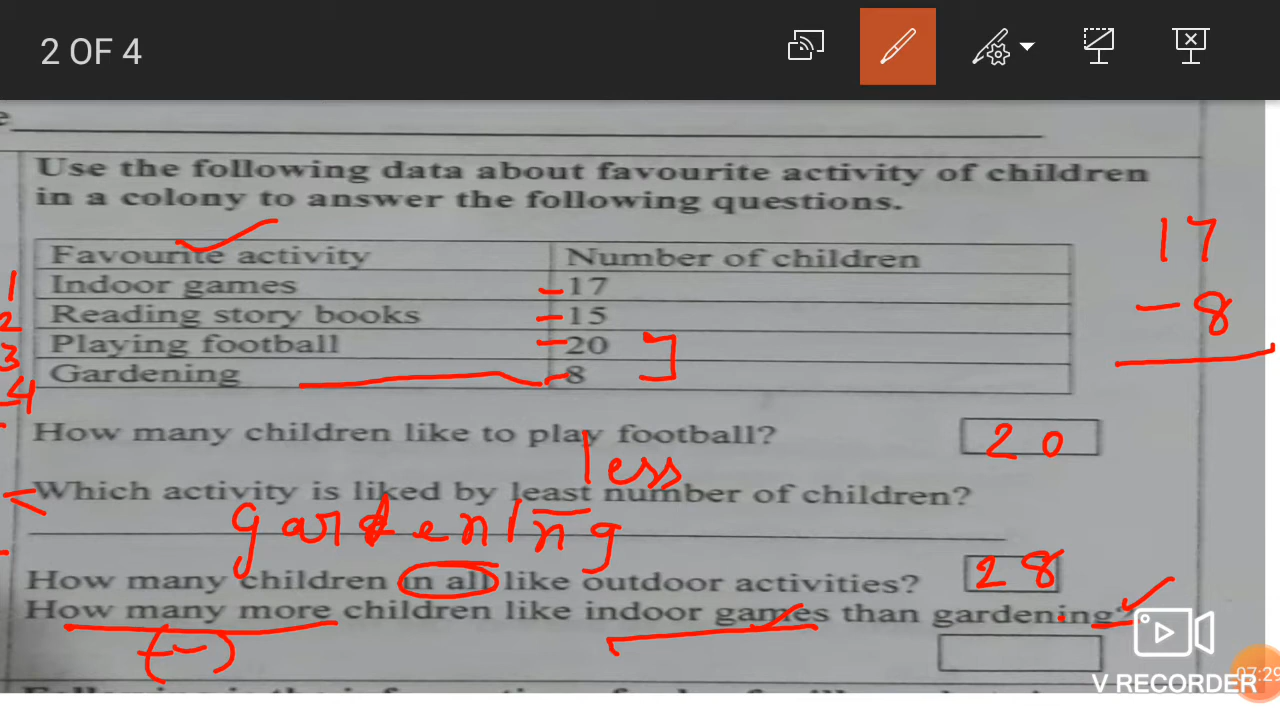 2 OF 4
Use the following data about favourite activity of children
in a colony to answer the following questions.
Favourite activity Number of children
Indoor games 17
Reading story books 15
Playing football 20
Gardening 8
1
2
3
4
17
- 8
How many children like to play football? 20
less
Which activity is liked by least number of children?
gardening
How many children in all like outdoor activities? 28
How many more children like indoor games than gardening?
(-)
V RECORDER
07:29